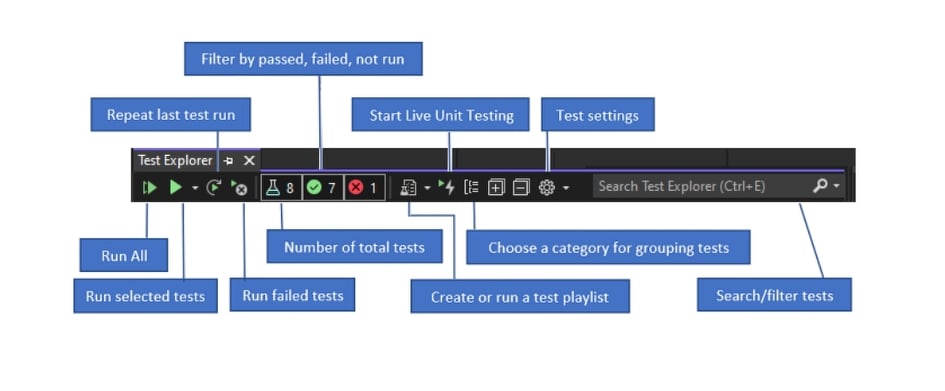 Filter by passed, failed, not run
Repeat last test run
Start Live Unit Testing
Test settings
Test Explorer
8
7
1
Search Test Explorer (Ctrl+E)
Run All
Number of total tests
Choose a category for grouping tests
Run selected tests
Run failed tests
Create or run a test playlist
Search/filter tests